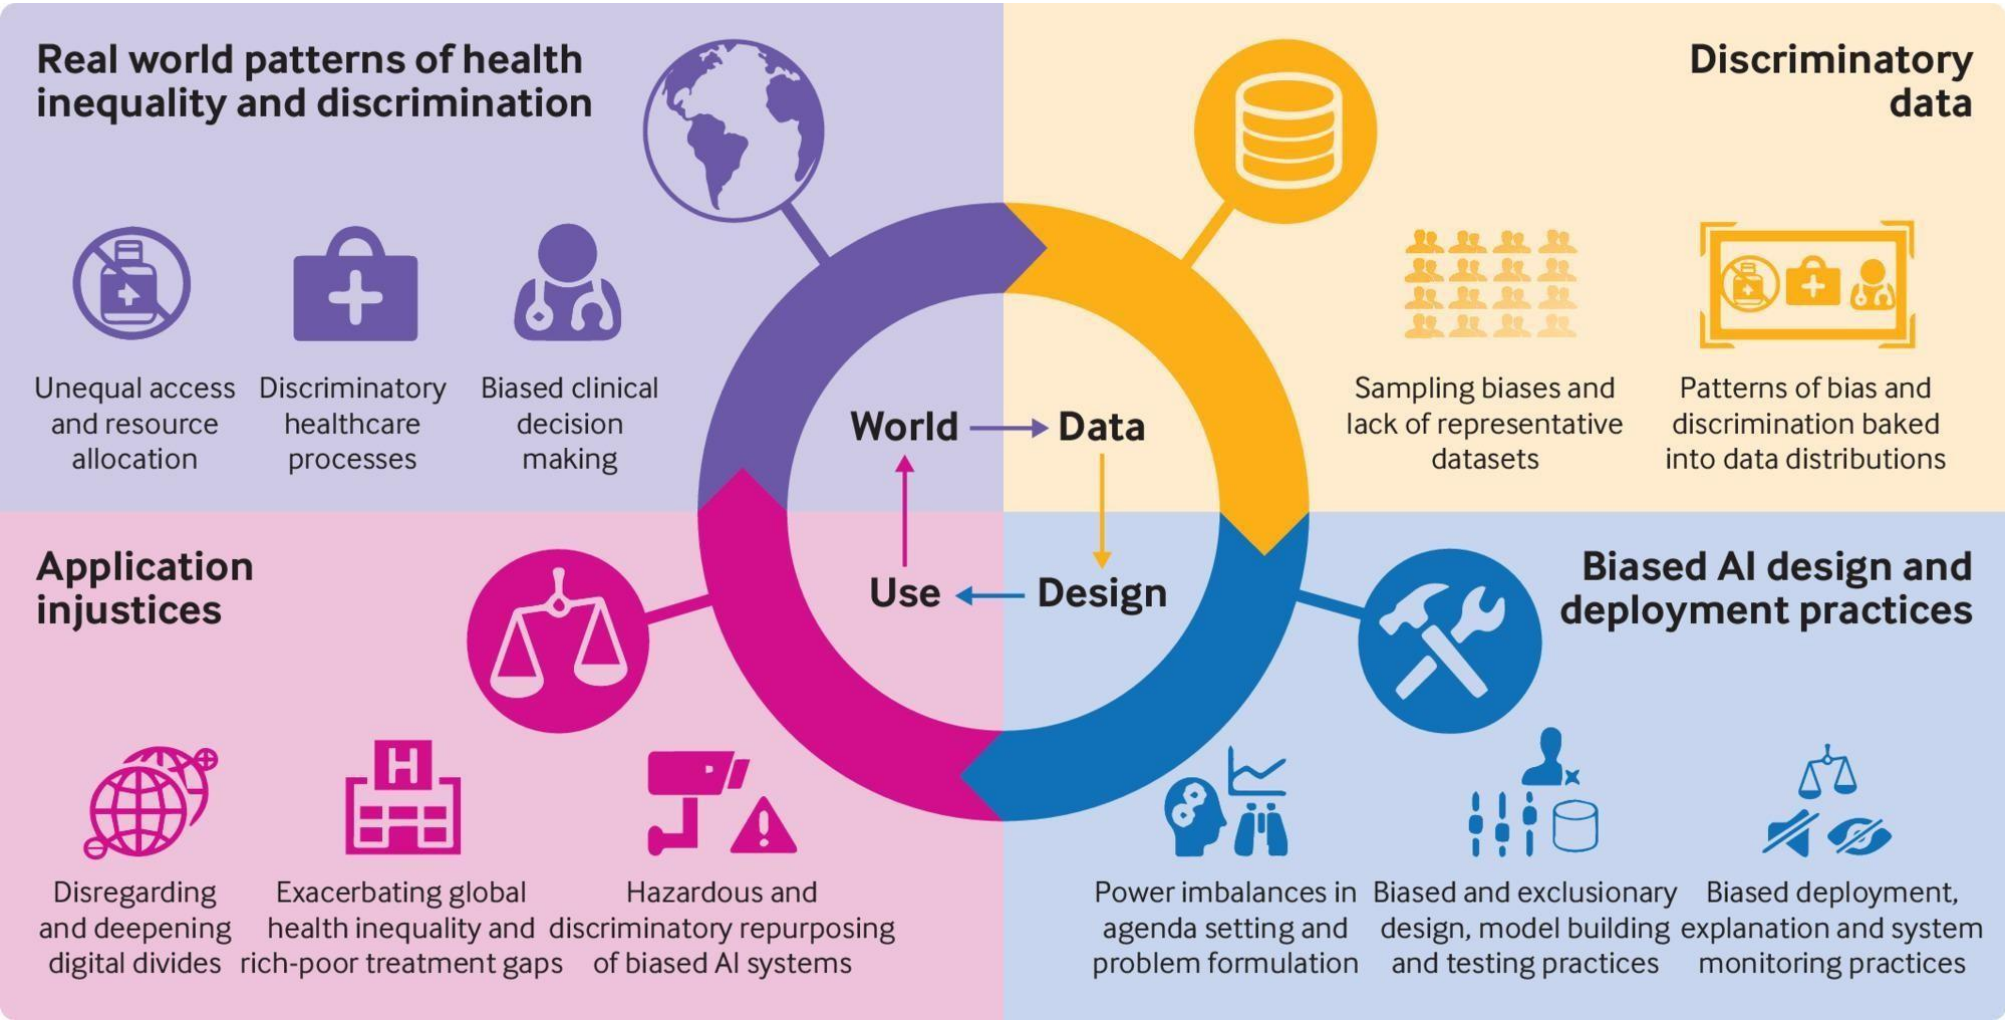 Real world patterns of health
inequality and discrimination
Unequal access
and resource
allocation
Discriminatory
healthcare
processes
Biased clinical
decision
making
Discriminatory
data
Sampling biases and
lack of representative
datasets
Patterns of bias and
discrimination baked
into data distributions
World
Data
Use
Design
Application
injustices
H
Disregarding
and deepening
digital divides
Exacerbating global
health inequality and
rich-poor treatment gaps
Hazardous and
discriminatory repurposing
of biased AI systems
Biased AI design and
deployment practices
Power imbalances in
agenda setting and
problem formulation
Biased and exclusionary
design, model building
and testing practices
Biased deployment,
explanation and system
monitoring practices